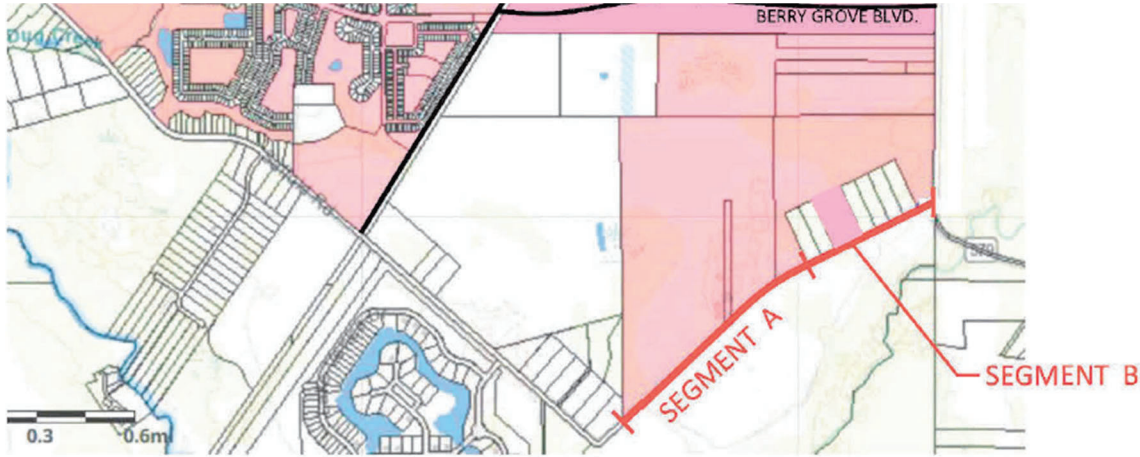 BERRY GROVE BLVD.
SEGMENT A
SEGMENT B
0.3
0.6mi